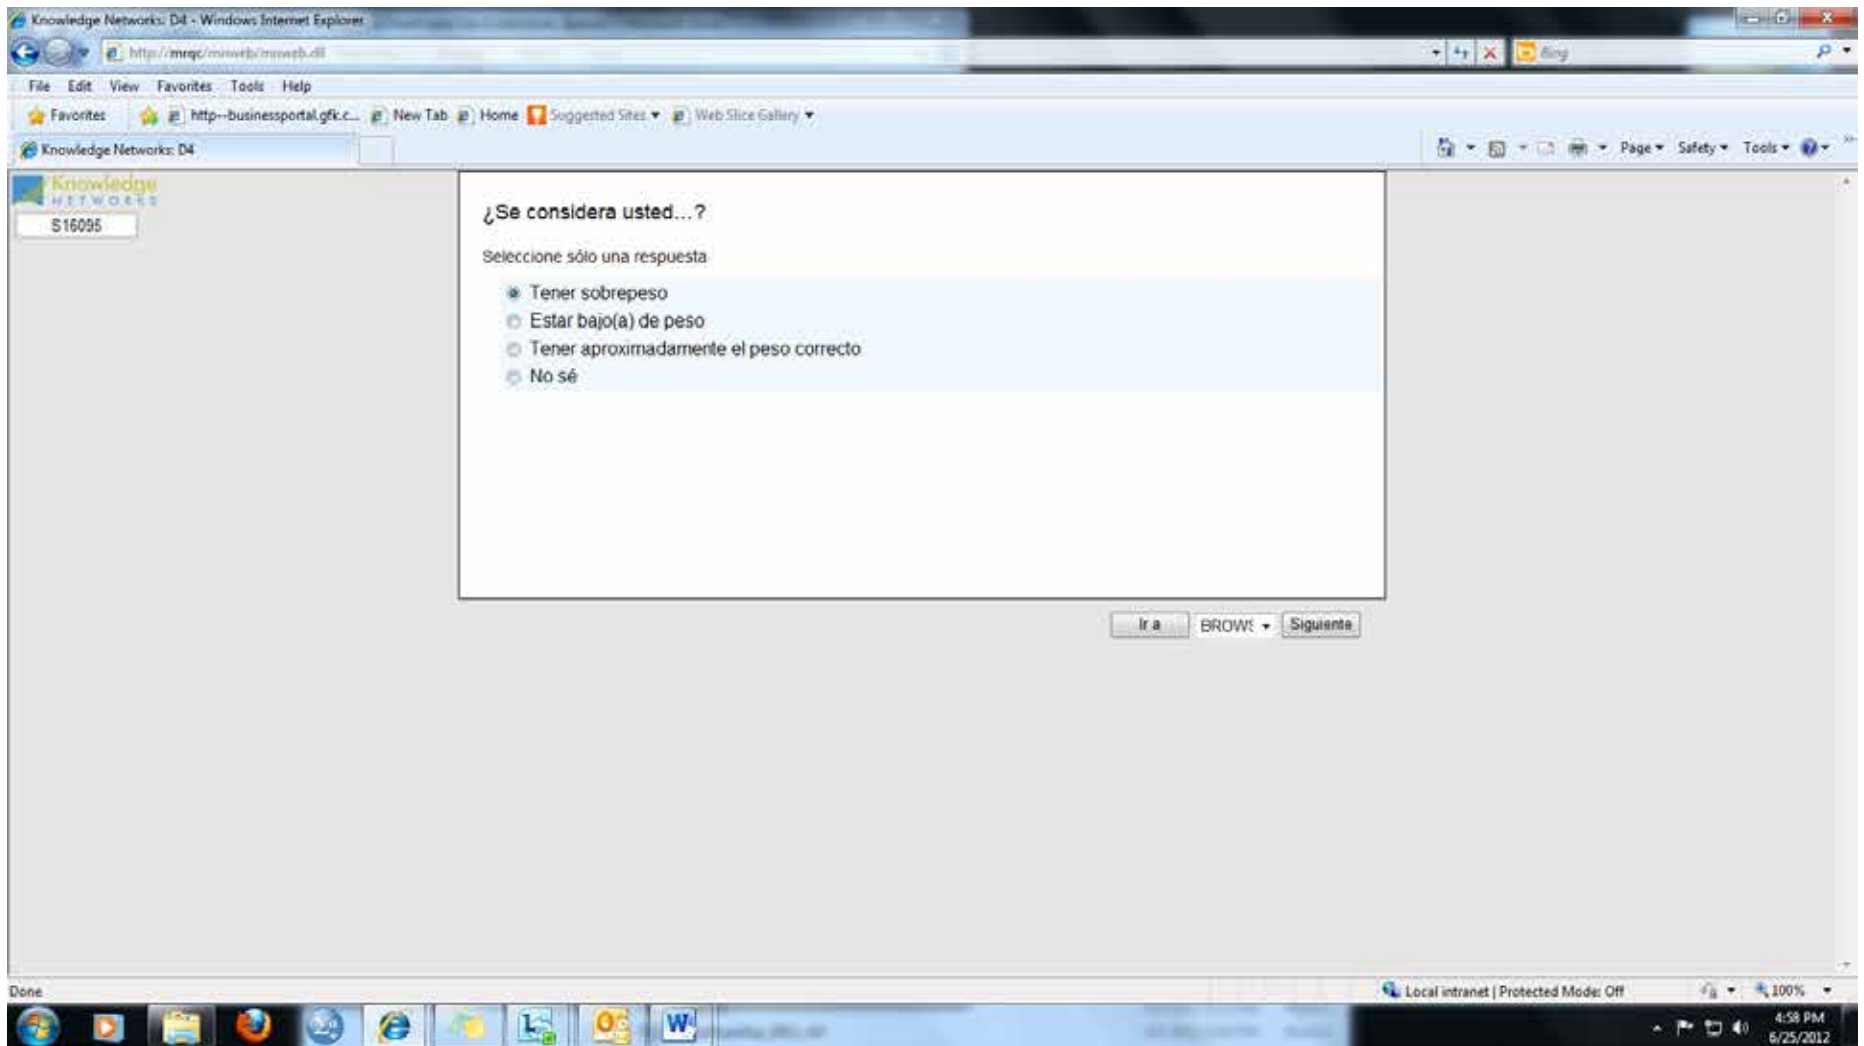 Knowledge Networks: D4 - Windows Internet Explorer
Bing
File Edit View Favorites Tools Help
Favorites http--businessportal.gfk.c... New Tab Home Suggested Sites Web Slice Gallery
Knowledge Networks: D4
Page Safety Tools
Knowledge
NETWORKS
S16095
¿Se considera usted...?
Seleccione sólo una respuesta
Tener sobrepeso
Estar bajo(a) de peso
Tener aproximadamente el peso correcto
No sé
Ir a BROWS Siguiente
Done
Local intranet | Protected Mode: Off
100%
4:58 PM
6/25/2012